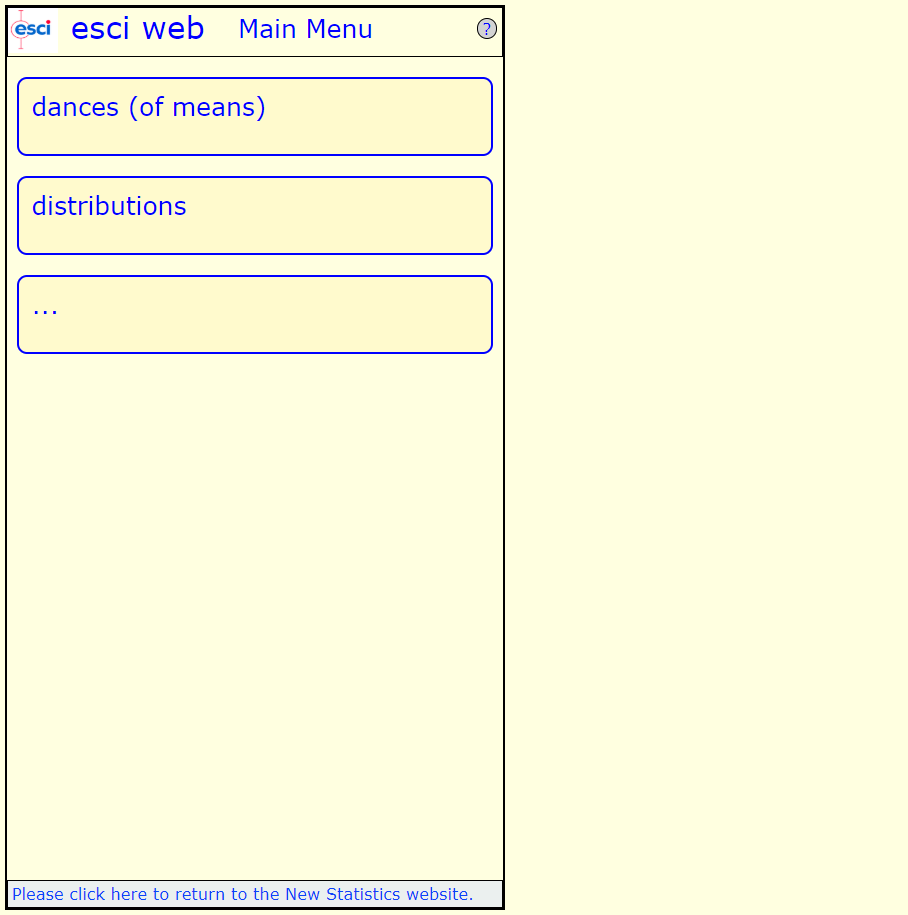 esci esci web Main Menu ?
dances (of means)
distributions
...
Please click here to return to the New Statistics website.